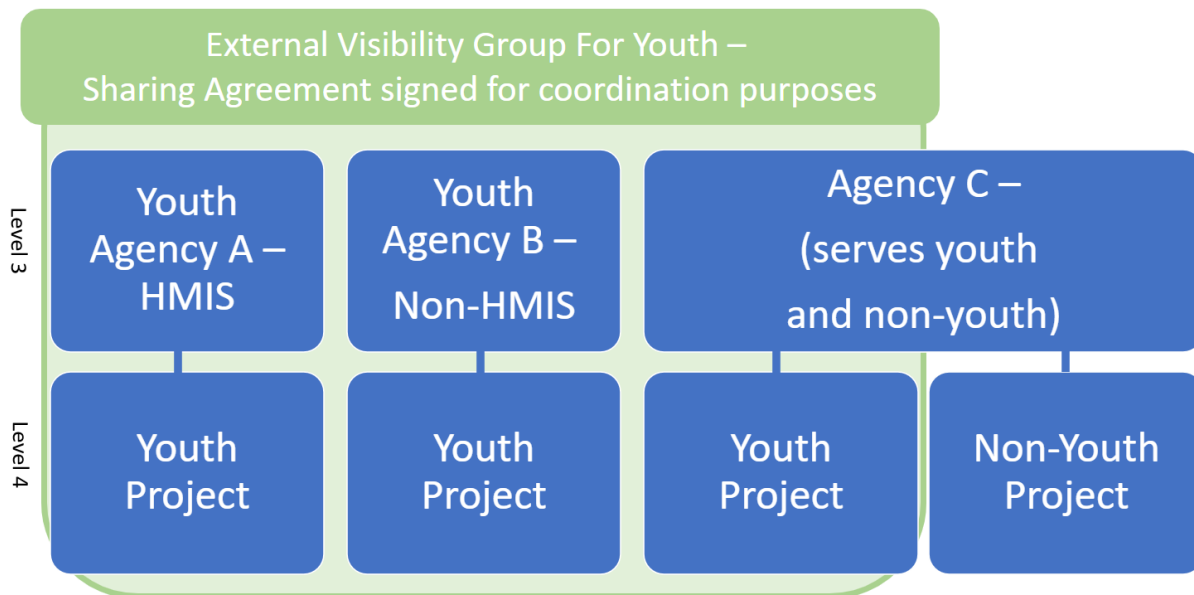 External Visibility Group For Youth –
Sharing Agreement signed for coordination purposes
Level 3
Youth
Agency A –
HMIS
Youth
Agency B –
Non-HMIS
Agency C –
(serves youth
and non-youth)
Level 4
Youth
Project
Youth
Project
Youth
Project
Non-Youth
Project